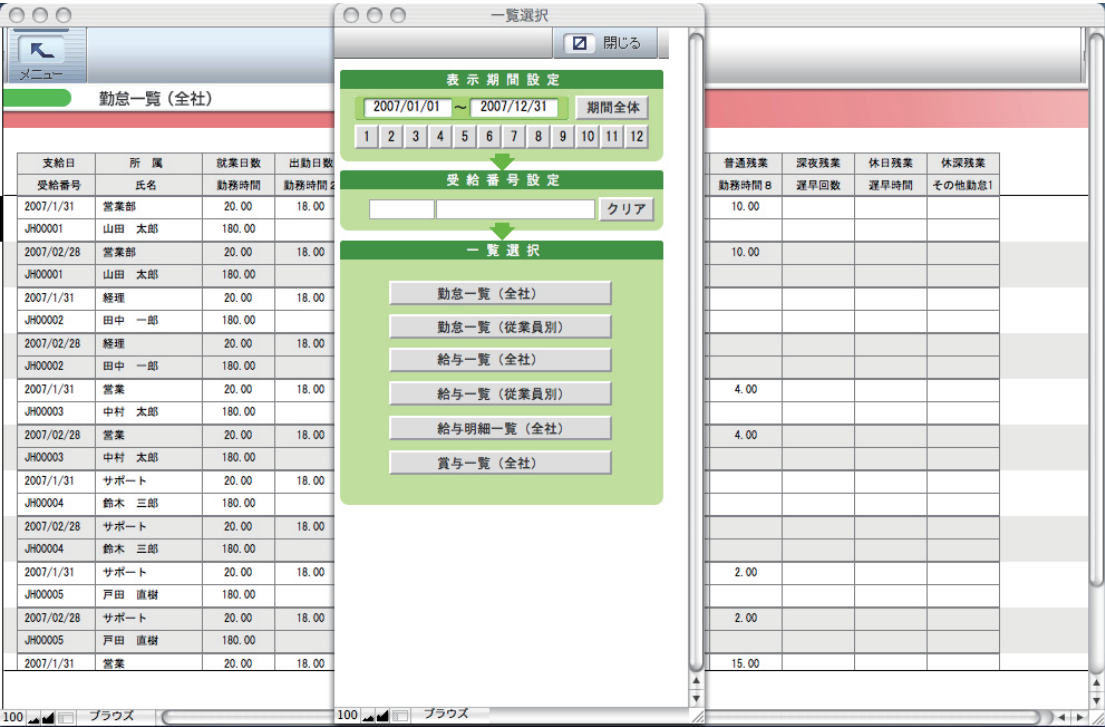 一覧選択
メニュー
閉じる
勤怠一覧（全社）
表示期間設定
2007/01/01 ～ 2007/12/31 期間全体
1 2 3 4 5 6 7 8 9 10 11 12
受給番号設定
クリア
一覧選択
勤怠一覧（全社）
勤怠一覧（従業員別）
給与一覧（全社）
給与一覧（従業員別）
給与明細一覧（全社）
賞与一覧（全社）
支給日 所 属 就業日数 出勤日数 普通残業 深夜残業 休日残業 休深残業
受給番号 氏名 勤務時間 勤務時間2 勤務時間8 遅早回数 遅早時間 その他勤怠1
2007/1/31 営業部 20.00 18.00 10.00
JH00001 山田 太郎 180.00
2007/02/28 営業部 20.00 18.00 10.00
JH00001 山田 太郎 180.00
2007/1/31 経理 20.00 18.00
JH00002 田中 一郎 180.00
2007/02/28 経理 20.00 18.00
JH00002 田中 一郎 180.00
2007/1/31 営業 20.00 18.00 4.00
JH00003 中村 太郎 180.00
2007/02/28 営業 20.00 18.00 4.00
JH00003 中村 太郎 180.00
2007/1/31 サポート 20.00 18.00
JH00004 鈴木 三郎 180.00
2007/02/28 サポート 20.00 18.00
JH00004 鈴木 三郎 180.00
2007/1/31 サポート 20.00 18.00 2.00
JH00005 戸田 直樹 180.00
2007/02/28 サポート 20.00 18.00 2.00
JH00005 戸田 直樹 180.00
2007/1/31 営業 20.00 18.00 15.00
100 ブラウズ
100 ブラウズ